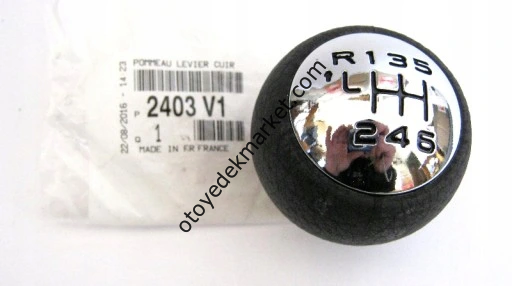 POMMEAU LEVIER CUIR
P 2403 V1
Q 1
MADE IN FRANCE
22/08/2016 - 14:23
R 1 3 5
2 4 6
otoyedekmarket.com